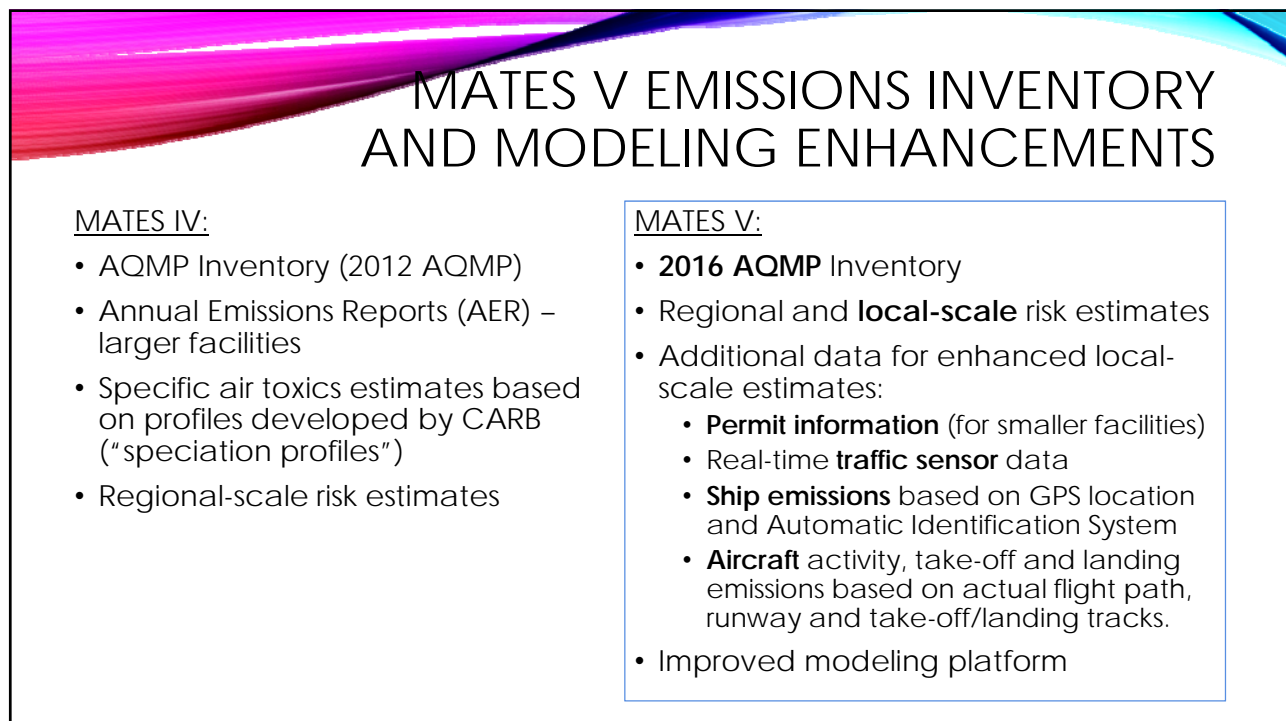 MATES V EMISSIONS INVENTORY
AND MODELING ENHANCEMENTS
MATES IV:
• AQMP Inventory (2012 AQMP)
• Annual Emissions Reports (AER) –
larger facilities
• Specific air toxics estimates based
on profiles developed by CARB
(“speciation profiles”)
• Regional-scale risk estimates
MATES V:
• 2016 AQMP Inventory
• Regional and local-scale risk estimates
• Additional data for enhanced local-
scale estimates:
• Permit information (for smaller facilities)
• Real-time traffic sensor data
• Ship emissions based on GPS location
and Automatic Identification System
• Aircraft activity, take-off and landing
emissions based on actual flight path,
runway and take-off/landing tracks.
• Improved modeling platform